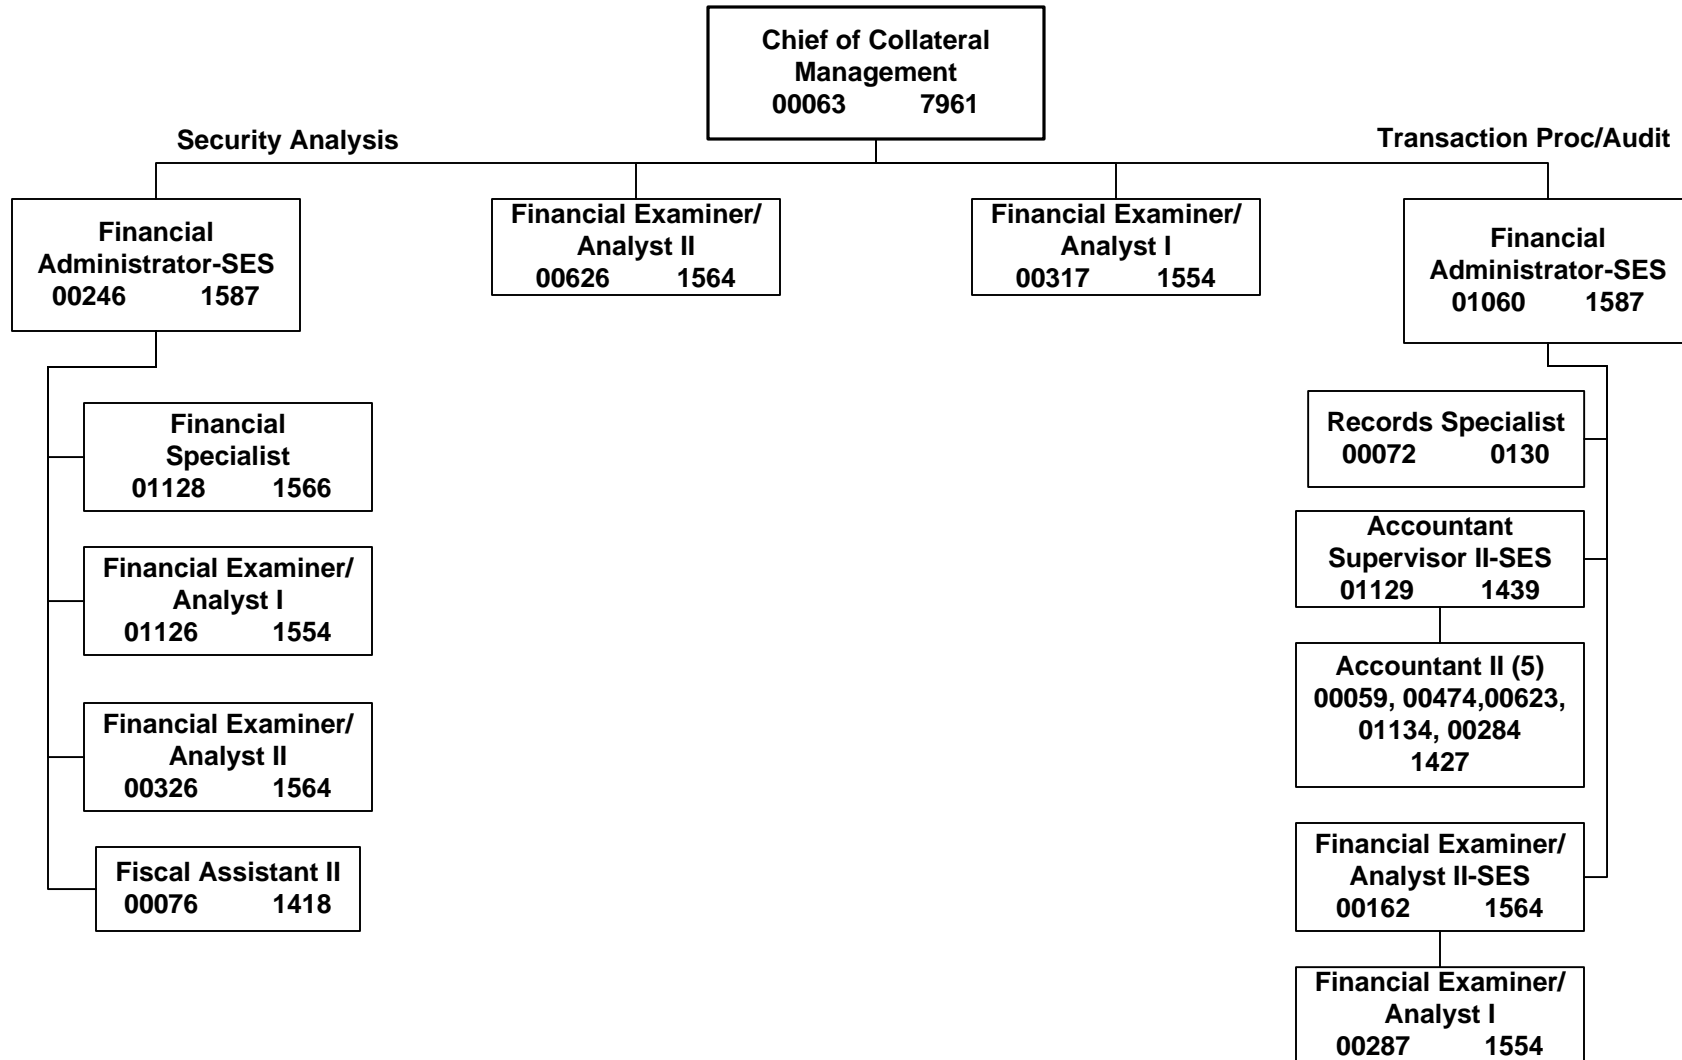 Chief of Collateral
Management
00063 7961
Security Analysis
Transaction Proc/Audit
Financial
Administrator-SES
00246 1587
Financial Examiner/
Analyst II
00626 1564
Financial Examiner/
Analyst I
00317 1554
Financial
Administrator-SES
01060 1587
Financial
Specialist
01128 1566
Financial Examiner/
Analyst I
01126 1554
Financial Examiner/
Analyst II
00326 1564
Fiscal Assistant II
00076 1418
Records Specialist
00072 0130
Accountant
Supervisor II-SES
01129 1439
Accountant II (5)
00059, 00474,00623,
01134, 00284
1427
Financial Examiner/
Analyst II-SES
00162 1564
Financial Examiner/
Analyst I
00287 1554